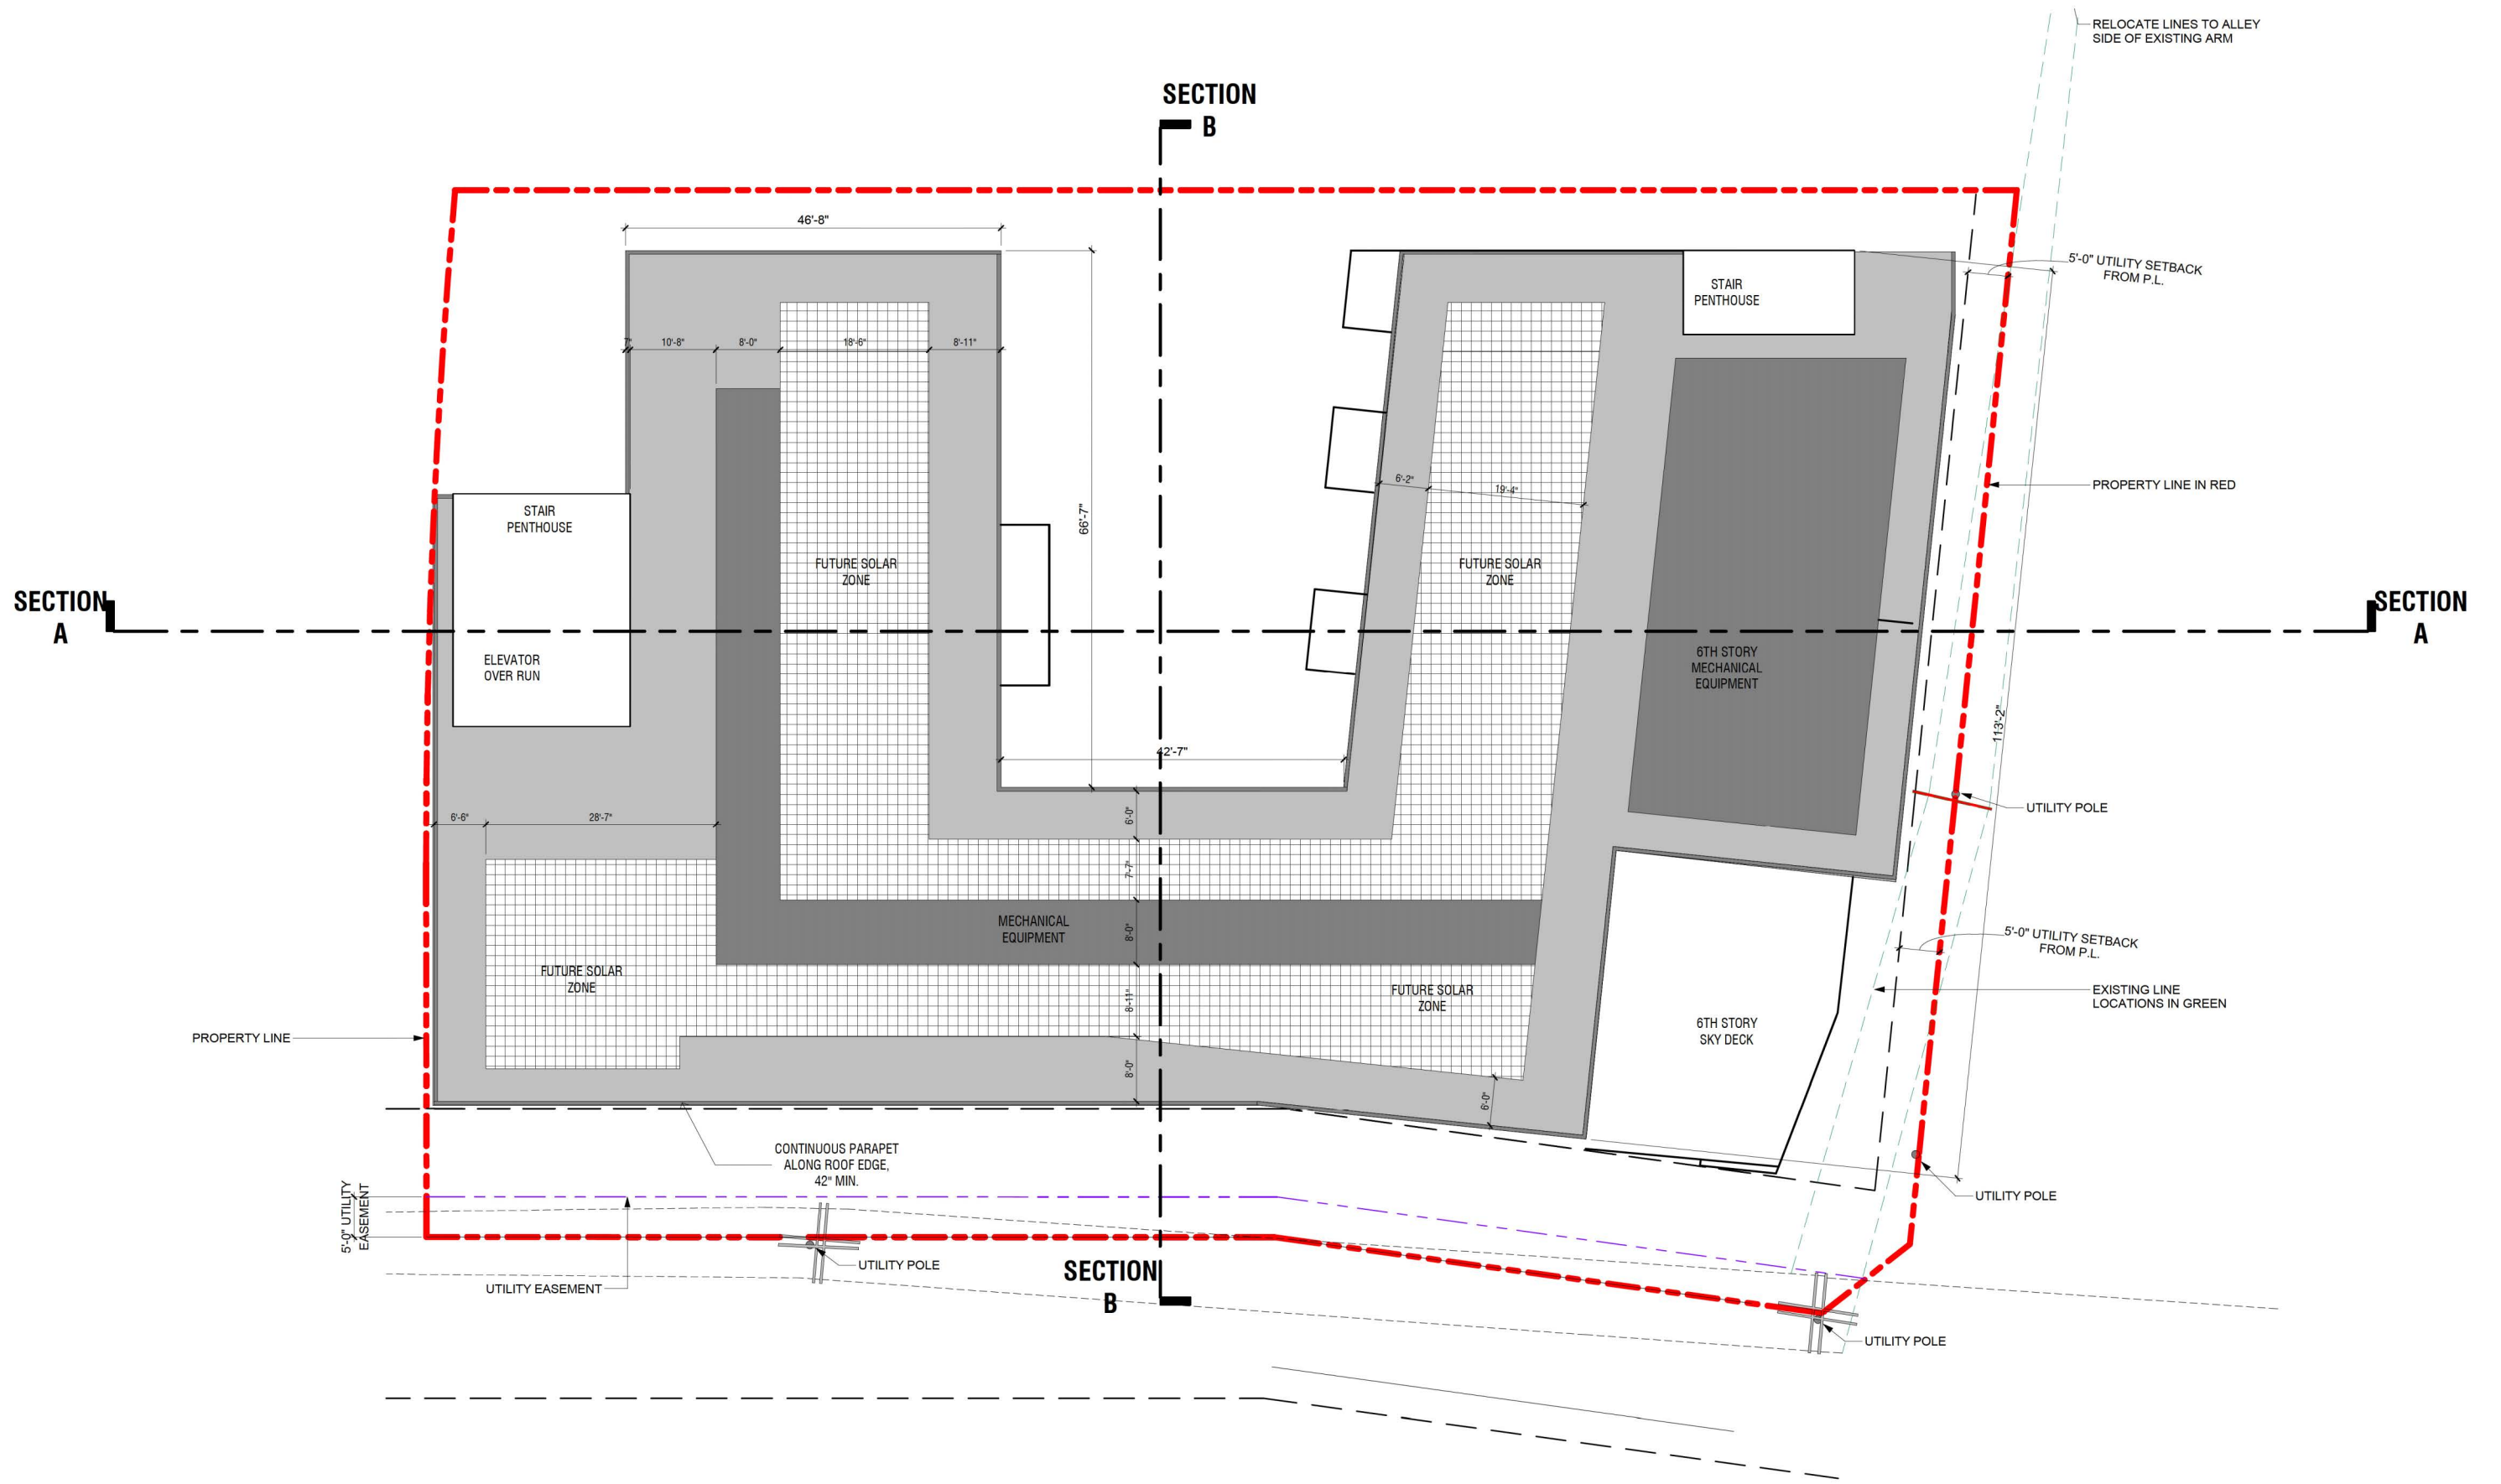 RELOCATE LINES TO ALLEY
SIDE OF EXISTING ARM
SECTION
B
46'-8"
5'-0" UTILITY SETBACK
FROM P.L.
STAIR
PENTHOUSE
7"
10'-8"
8'-0"
18'-6"
8'-11"
6'-2"
19'-4"
PROPERTY LINE IN RED
STAIR
PENTHOUSE
66'-7"
FUTURE SOLAR
ZONE
FUTURE SOLAR
ZONE
SECTION
A
SECTION
A
ELEVATOR
OVER RUN
6TH STORY
MECHANICAL
EQUIPMENT
113'-2"
42'-7"
UTILITY POLE
6'-6"
28'-7"
6'-0"
7'-7"
MECHANICAL
EQUIPMENT
8'-0"
5'-0" UTILITY SETBACK
FROM P.L.
FUTURE SOLAR
ZONE
8'-11"
FUTURE SOLAR
ZONE
EXISTING LINE
LOCATIONS IN GREEN
6TH STORY
SKY DECK
PROPERTY LINE
8'-0"
6'-0"
CONTINUOUS PARAPET
ALONG ROOF EDGE,
42" MIN.
UTILITY POLE
5'-0" UTILITY
EASEMENT
UTILITY POLE
UTILITY EASEMENT
SECTION
B
UTILITY POLE